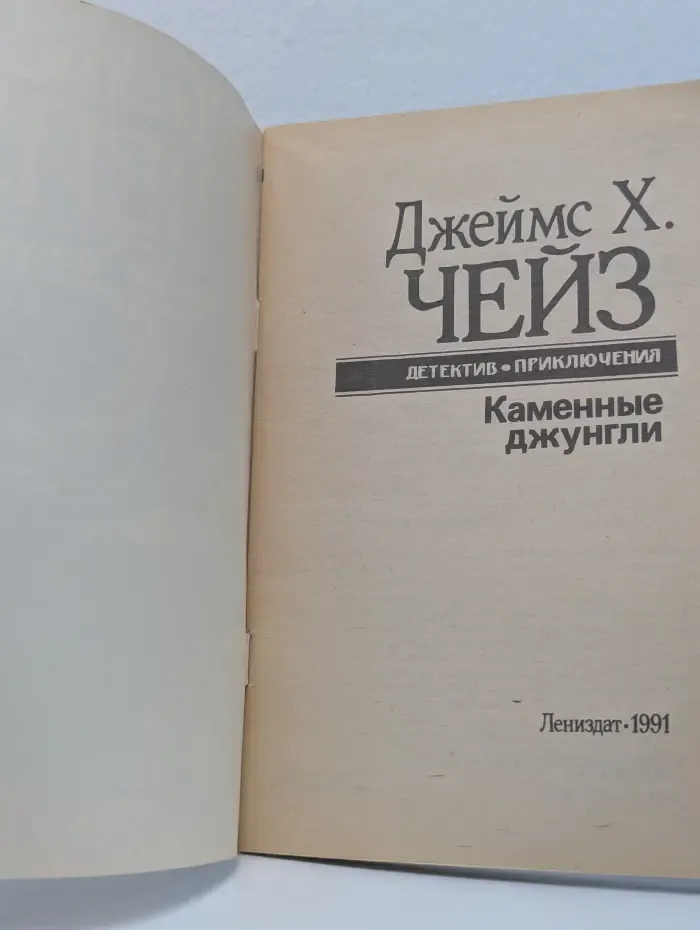 Джеймс Х.
ЧЕЙЗ
ДЕТЕКТИВ • ПРИКЛЮЧЕНИЯ
Каменные
джунгли
Лениздат • 1991